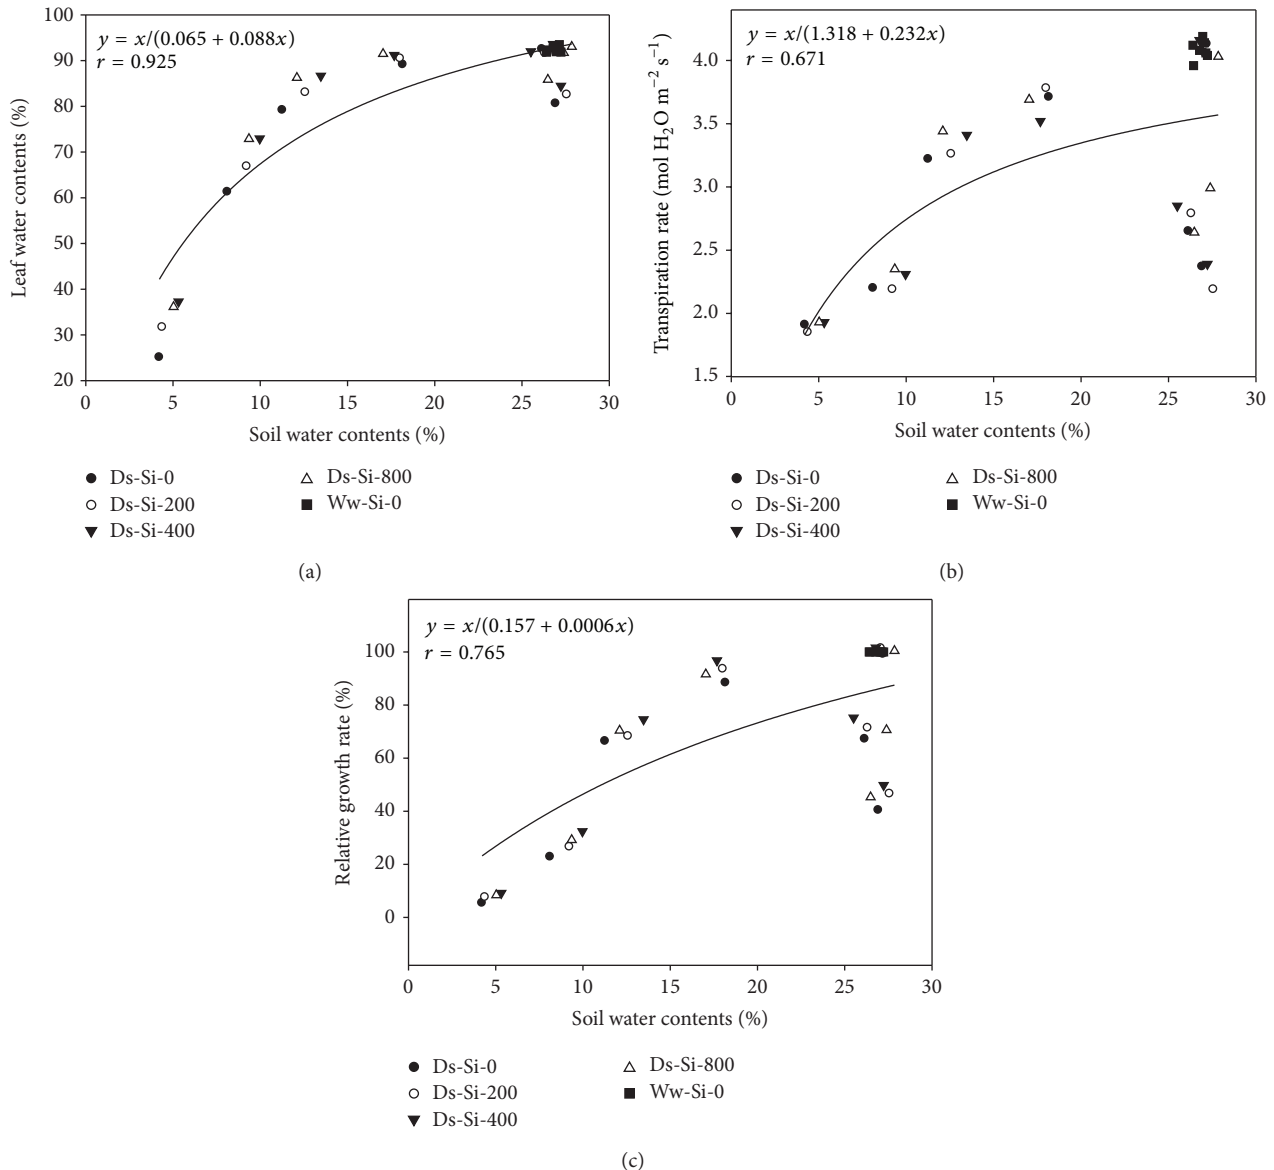 y = x/(0.065 + 0.088x)
r = 0.925
100
90
80
70
60
50
40
30
20
Leaf water contents (%)
0 5 10 15 20 25 30
Soil water contents (%)
Ds-Si-0
Ds-Si-200
Ds-Si-400
Ds-Si-800
Ww-Si-0
(a)
y = x/(1.318 + 0.232x)
r = 0.671
4.0
3.5
3.0
2.5
2.0
1.5
Transpiration rate (mol H₂O m⁻² s⁻¹)
0 5 10 15 20 25 30
Soil water contents (%)
Ds-Si-0
Ds-Si-200
Ds-Si-400
Ds-Si-800
Ww-Si-0
(b)
y = x/(0.157 + 0.0006x)
r = 0.765
100
80
60
40
20
0
Relative growth rate (%)
0 5 10 15 20 25 30
Soil water contents (%)
Ds-Si-0
Ds-Si-200
Ds-Si-400
Ds-Si-800
Ww-Si-0
(c)